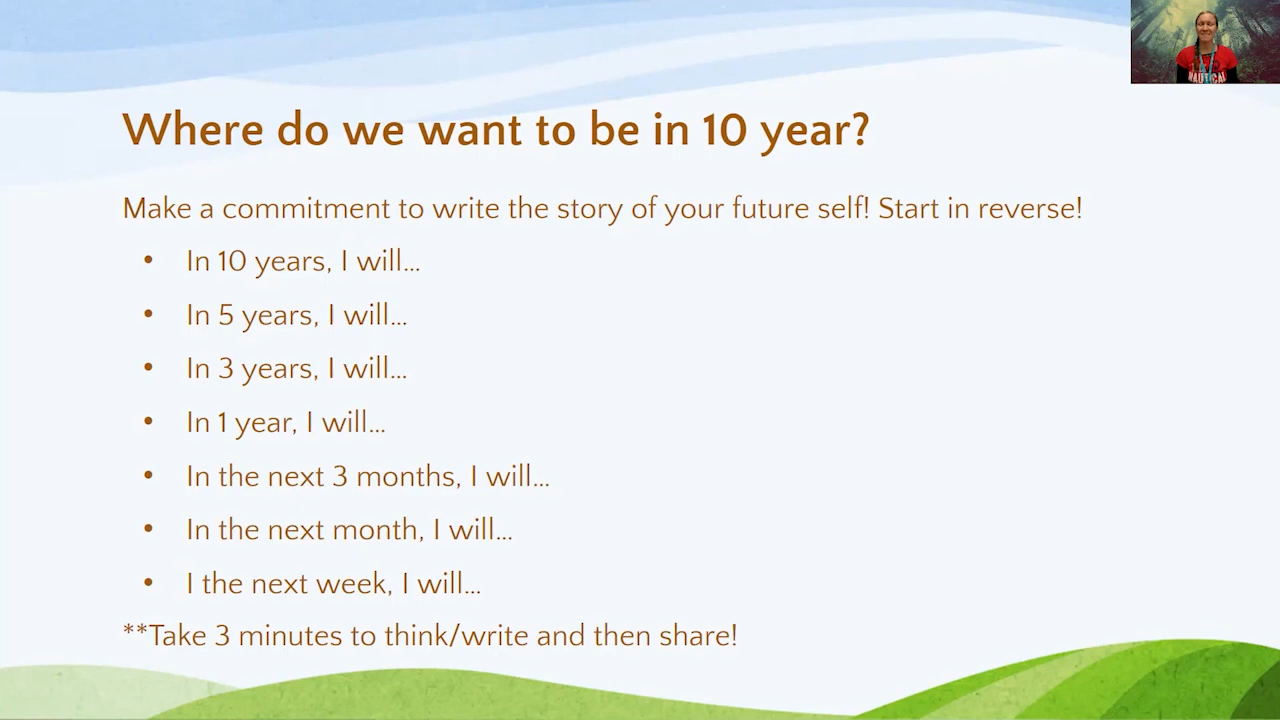 Where do we want to be in 10 year?
Make a commitment to write the story of your future self! Start in reverse!
• In 10 years, I will...
• In 5 years, I will...
• In 3 years, I will...
• In 1 year, I will...
• In the next 3 months, I will...
• In the next month, I will...
• I the next week, I will...
**Take 3 minutes to think/write and then share!
NAUTICAL